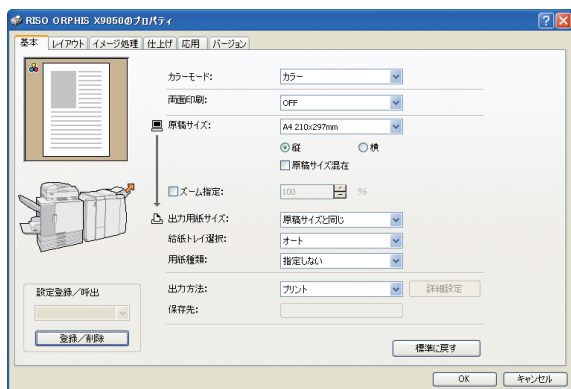 RISO ORPHIS X9050のプロパティ
基本 レイアウト イメージ処理 仕上げ 応用 バージョン
カラーモード: カラー
両面印刷: OFF
原稿サイズ: A4 210x297mm
縦 横
原稿サイズ混在
ズーム指定: 100 %
出力用紙サイズ: 原稿サイズと同じ
給紙トレイ選択: オート
用紙種類: 指定しない
設定登録／呼出
登録／削除
出力方法: プリント 詳細設定
保存先:
標準に戻す
OK キャンセル